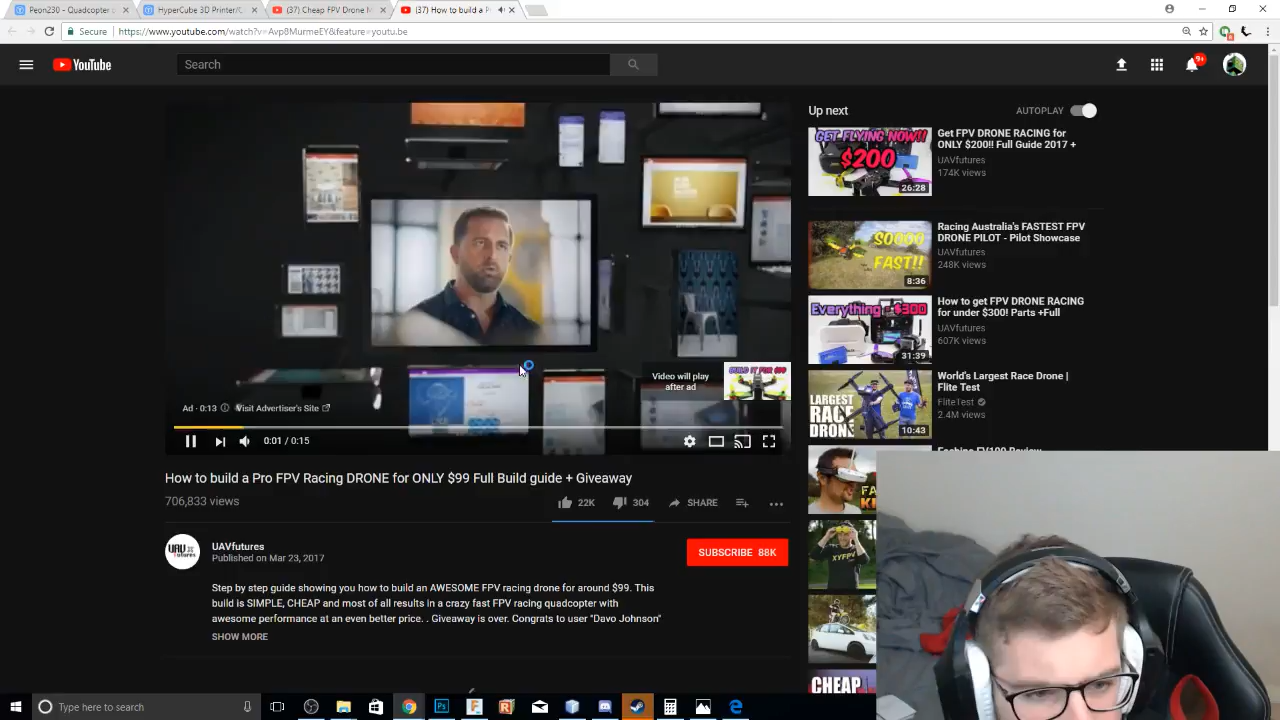 Peon230 - Quadcopter
HyperCube 3D Printer/C
(37) Cheap FPV Drone M
(37) How to build a P
Secure
https://www.youtube.com/watch?v=Avp8MurmeEY&feature=youtu.be
YouTube
Search
9+
Up next
AUTOPLAY
GET FLYING NOW!!
$200
26:28
Get FPV DRONE RACING for
ONLY $200!! Full Guide 2017 +
UAVfutures
174K views
SOOOO
FAST!!
8:36
Racing Australia's FASTEST FPV
DRONE PILOT - Pilot Showcase
UAVfutures
248K views
Everything $300
31:39
How to get FPV DRONE RACING
for under $300! Parts +Full
UAVfutures
607K views
LARGEST
RACE
DRONE
10:43
World's Largest Race Drone |
Flite Test
FliteTest
2.4M views
XYFPV
CHEAP
Video will play
after ad
BUILD IT FOR $99
Ad · 0:13
Visit Advertiser's Site
0:01 / 0:15
How to build a Pro FPV Racing DRONE for ONLY $99 Full Build guide + Giveaway
706,833 views
22K
304
SHARE
UAVfutures
Published on Mar 23, 2017
SUBSCRIBE 88K
Step by step guide showing you how to build an AWESOME FPV racing drone for around $99. This
build is SIMPLE, CHEAP and most of all results in a crazy fast FPV racing quadcopter with
awesome performance at an even better price. . Giveaway is over. Congrats to user "Davo Johnson"
SHOW MORE
Type here to search